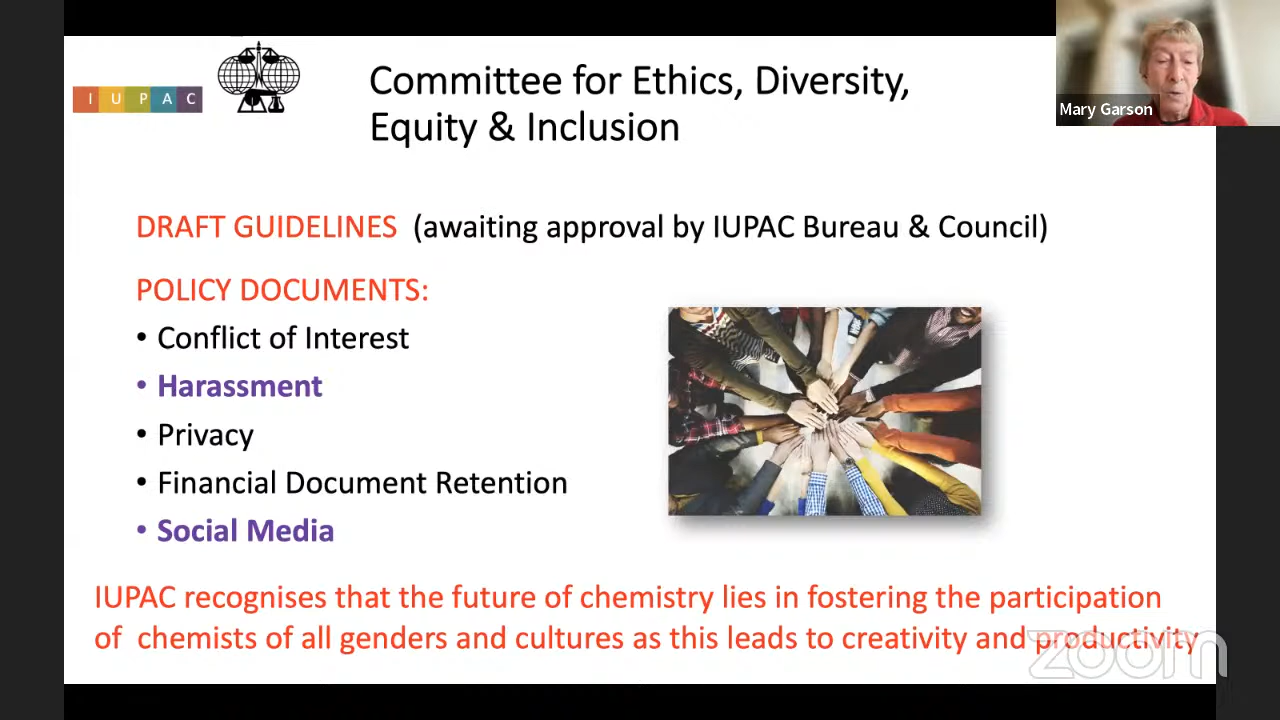 I U P A C
Committee for Ethics, Diversity,
Equity & Inclusion
Mary Garson
DRAFT GUIDELINES (awaiting approval by IUPAC Bureau & Council)
POLICY DOCUMENTS:
• Conflict of Interest
• Harassment
• Privacy
• Financial Document Retention
• Social Media
IUPAC recognises that the future of chemistry lies in fostering the participation
of chemists of all genders and cultures as this leads to creativity and productivity
zoom